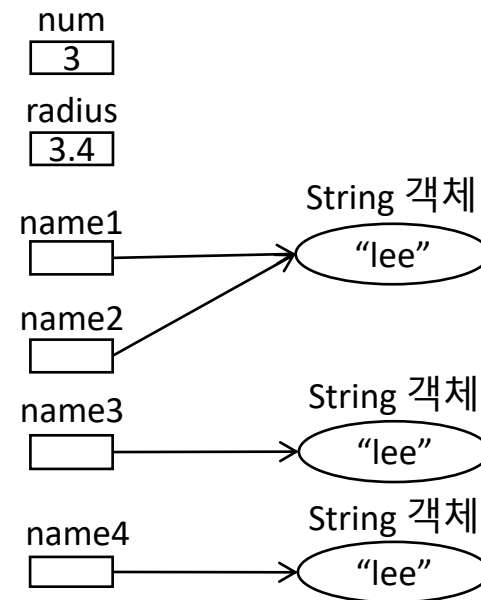 num
3
radius
3.4
String 객체
name1
“lee”
name2
String 객체
name3
“lee”
String 객체
name4
“lee”